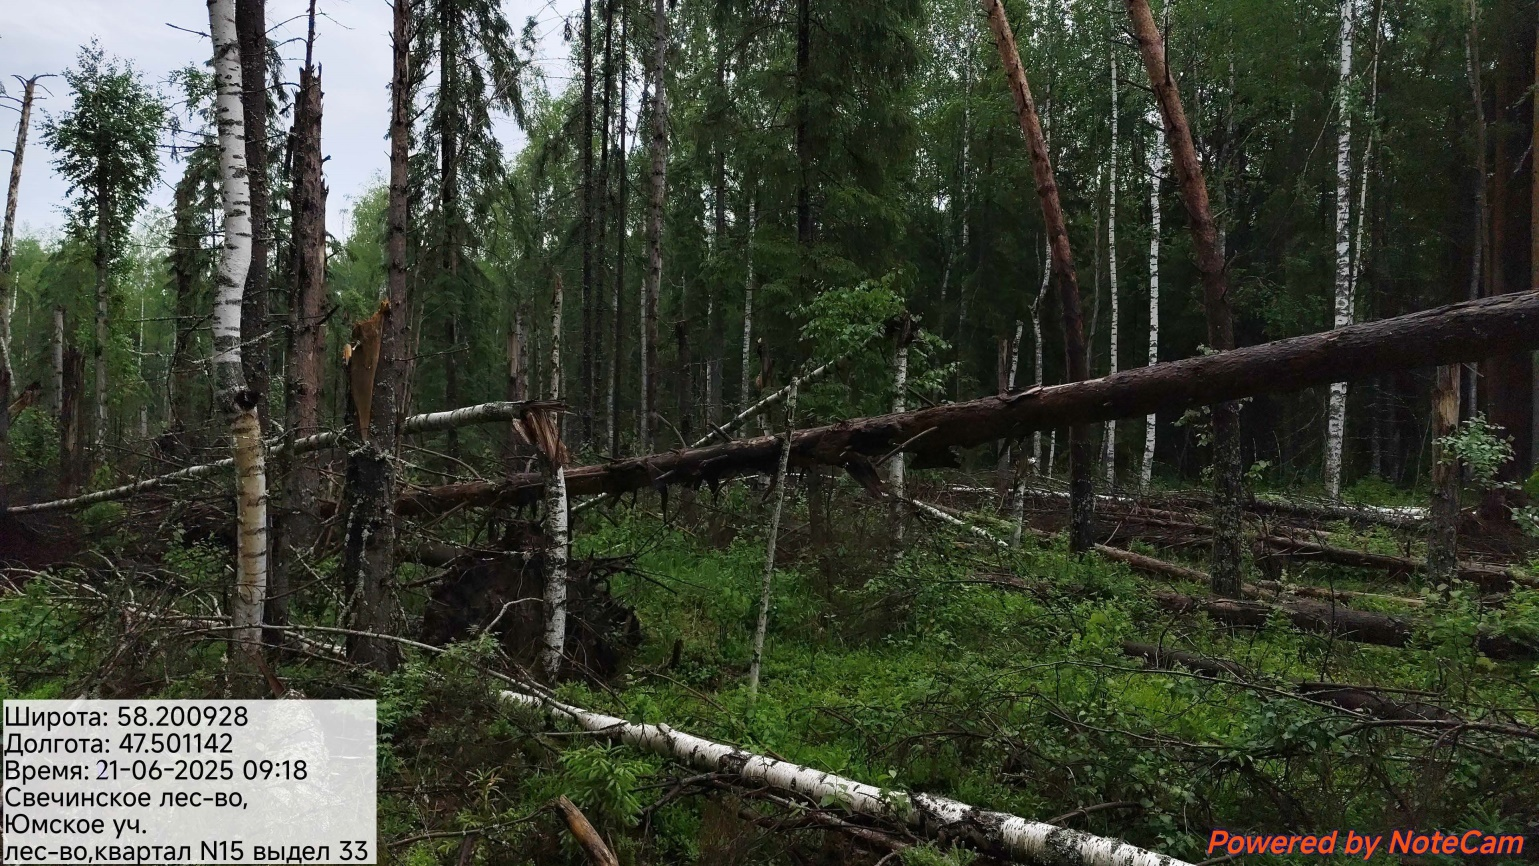 Широта: 58.200928
Долгота: 47.501142
Время: 21-06-2025 09:18
Свечинское лес-во,
Юмское уч.
лес-во,квартал N15 выдел 33
Powered by NoteCam